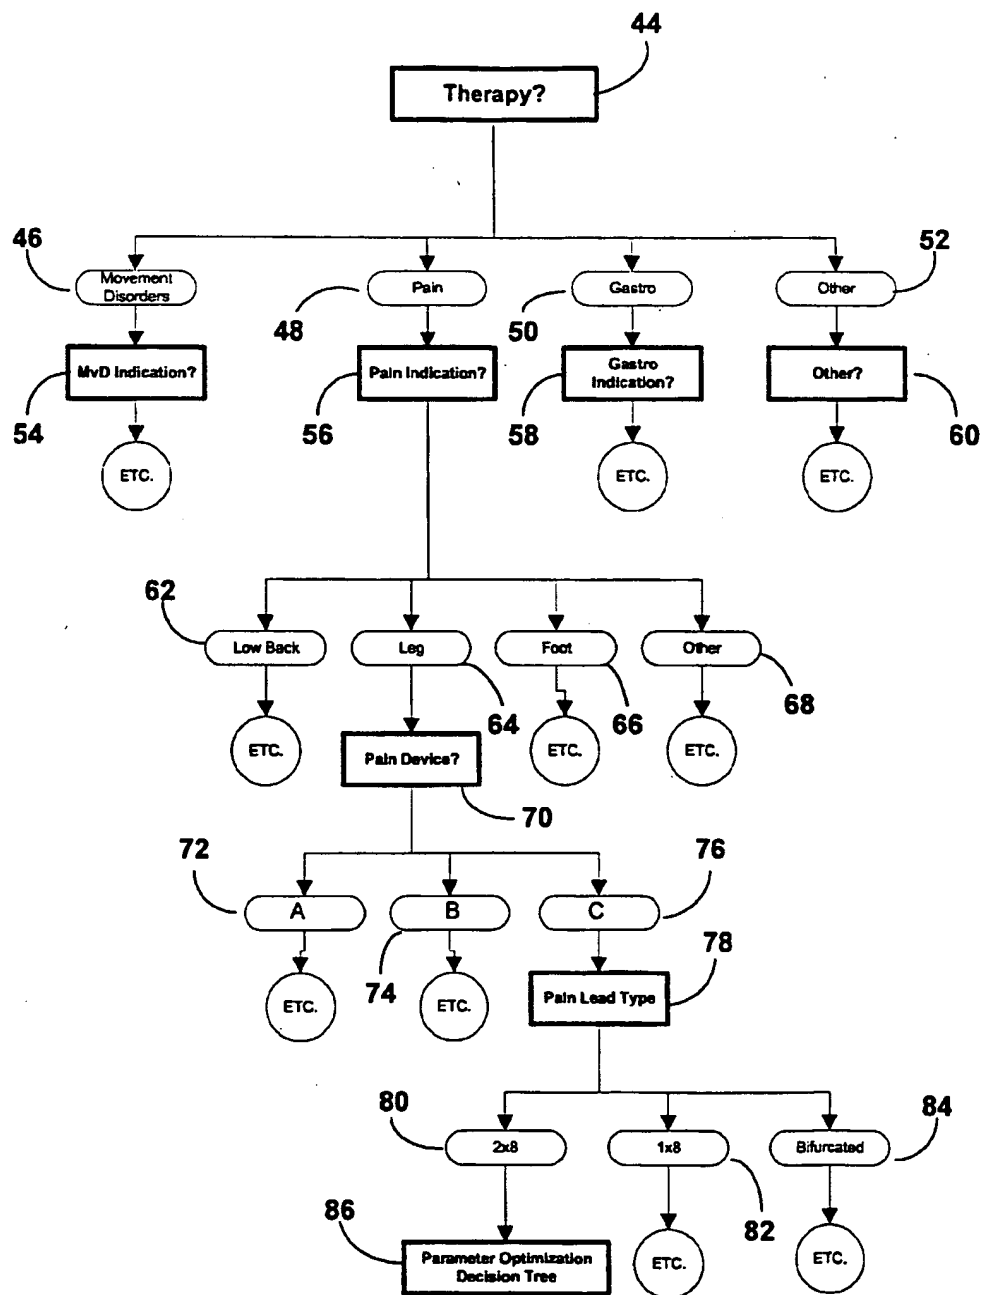 44
Therapy?
46
52
Movement
Disorders
Pain
Gastro
Other
48
50
MvD Indication?
Pain Indication?
Gastro
Indication?
Other?
54
56
58
60
ETC.
ETC.
ETC.
62
Low Back
Leg
Foot
Other
64
66
68
ETC.
ETC.
ETC.
Pain Device?
70
72
76
A
B
C
74
78
ETC.
ETC.
Pain Lead Type
80
84
2x8
1x8
Bifurcated
82
86
Parameter Optimization
Decision Tree
ETC.
ETC.